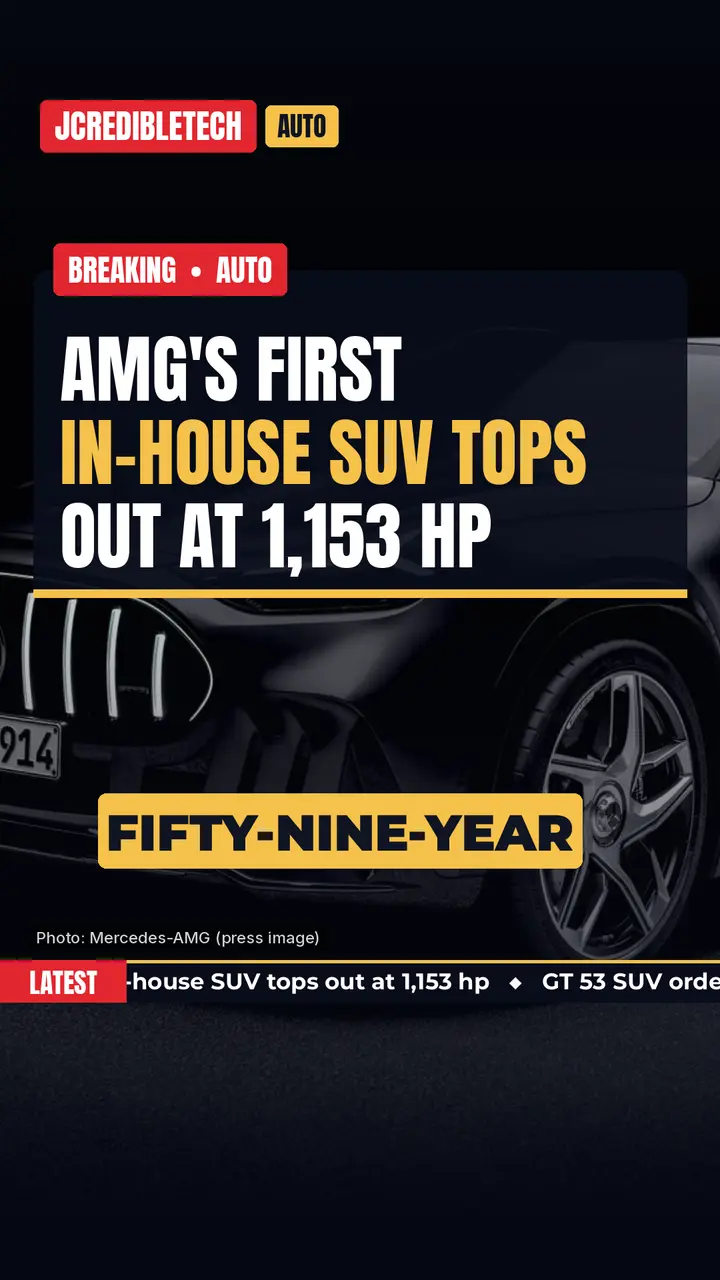 JCREDIBLETECH AUTO
BREAKING • AUTO
AMG'S FIRST
IN-HOUSE SUV TOPS
OUT AT 1,153 HP
914
FIFTY-NINE-YEAR
Photo: Mercedes-AMG (press image)
LATEST -house SUV tops out at 1,153 hp ◆ GT 53 SUV orde